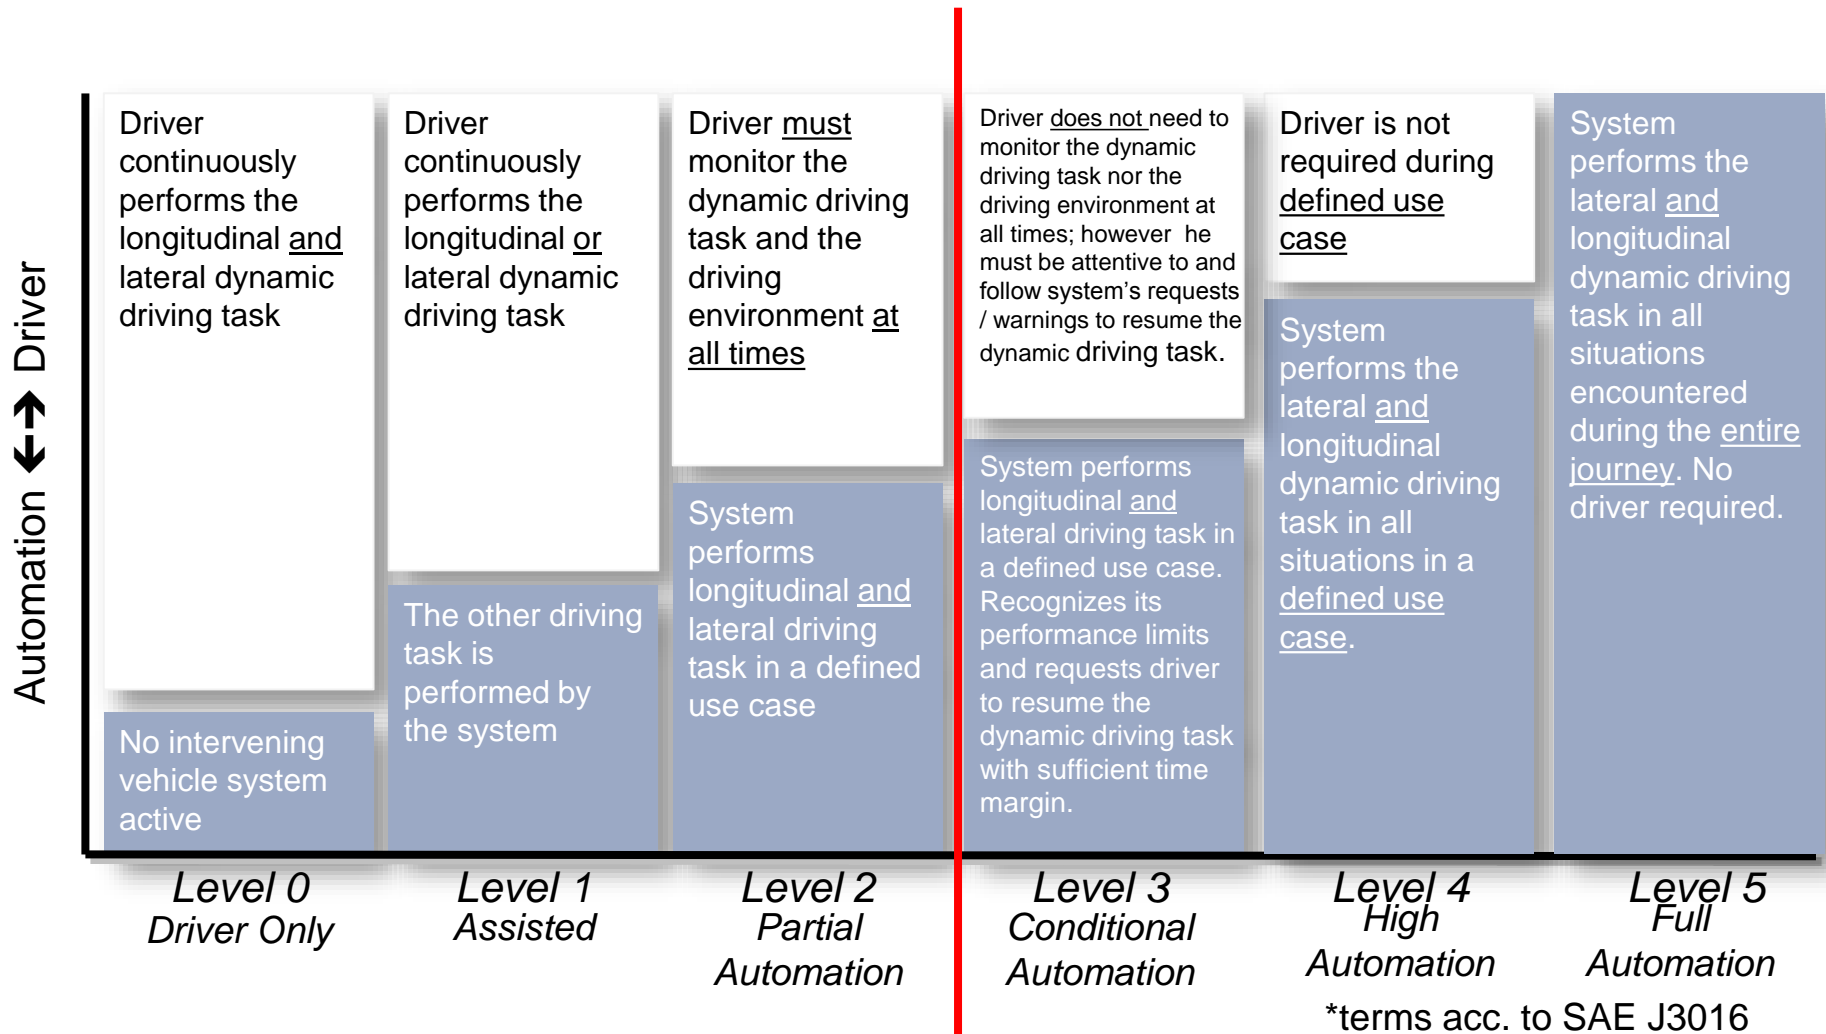 Automation ←→ Driver
Driver
continuously
performs the
longitudinal and
lateral dynamic
driving task
No intervening
vehicle system
active
Level 0
Driver Only
Driver
continuously
performs the
longitudinal or
lateral dynamic
driving task
The other driving
task is
performed by
the system
Level 1
Assisted
Driver must
monitor the
dynamic driving
task and the
driving
environment at
all times
System
performs
longitudinal and
lateral driving
task in a defined
use case
Level 2
Partial
Automation
Driver does not need to
monitor the dynamic
driving task nor the
driving environment at
all times; however he
must be attentive to and
follow system’s requests
/ warnings to resume the
dynamic driving task.
System performs
longitudinal and
lateral driving task in
a defined use case.
Recognizes its
performance limits
and requests driver
to resume the
dynamic driving task
with sufficient time
margin.
Level 3
Conditional
Automation
Driver is not
required during
defined use
case
System
performs the
lateral and
longitudinal
dynamic driving
task in all
situations in a
defined use
case.
Level 4
High
Automation
System
performs the
lateral and
longitudinal
dynamic driving
task in all
situations
encountered
during the entire
journey. No
driver required.
Level 5
Full
Automation
*terms acc. to SAE J3016